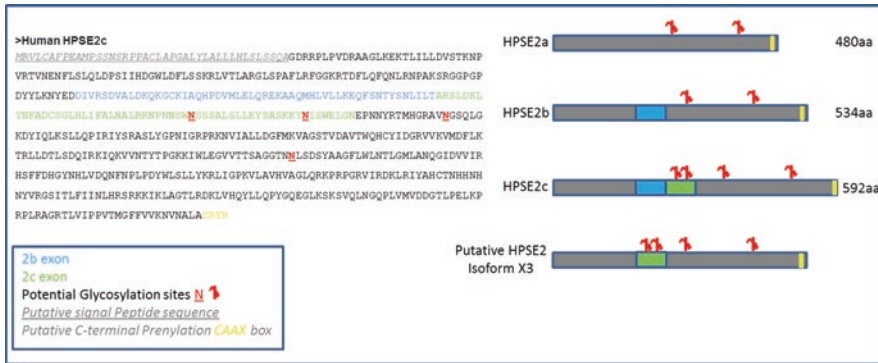 >Human HPSE2c
MRVLCAFPEAMPSSNSRPPACLAPGALYLALLLHLSLSSQAGDRRPLPVDRAAGLKEKTLILLDVSTKNP
VRTVNENFLSLQLDPSIIHDGWLDFLSSKRLVTLARGLSPAFLRFGGKRTDFLQFQNLRNPAKSRGGPGP
DYYLKNYEDDIVRSDVALDKQKGCKIAQHPDVMLELQREKAAQMHLVLLKEQFSNTYSNLILTARSLDKL
YNFADCSGLHLIFALNALRRNPNNSWNSSSALSLLKYSASKKYNISWELGNEPNNYRTMHGRAVNGSQLG
KDYIQLKSLLQPIRIYSRASLYGPNIGRPRKNVIALLDGFMKVAGSTVDAVTWQHCYIDGRVVKVMDFLK
TRLLDTLSDQIRKIQKVVNTYTPGKKIWLEGVVTTSAGGTNNLSDSYAAGFLWLNTLGMLANQGIDVVIR
HSFFDHGYNHLVDQNFNPLPDYWLSLLYKRLIGPKVLAVHVAGLQRKPRPGRVIRDKLRIYAHCTNHHNH
NYVRGSITLFIINLHRSRKKIKLAGTLRDKLVHQYLLQPYGQEGLKSKSVQLNGQPLVMVDDGTLPELKP
RPLRAGRTLVIPPVTMGFFVVKNVNALACRYR
2b exon
2c exon
Potential Glycosylation sites N
Putative signal Peptide sequence
Putative C-terminal Prenylation CAAX box
HPSE2a 480aa
HPSE2b 534aa
HPSE2c 592aa
Putative HPSE2
Isoform X3